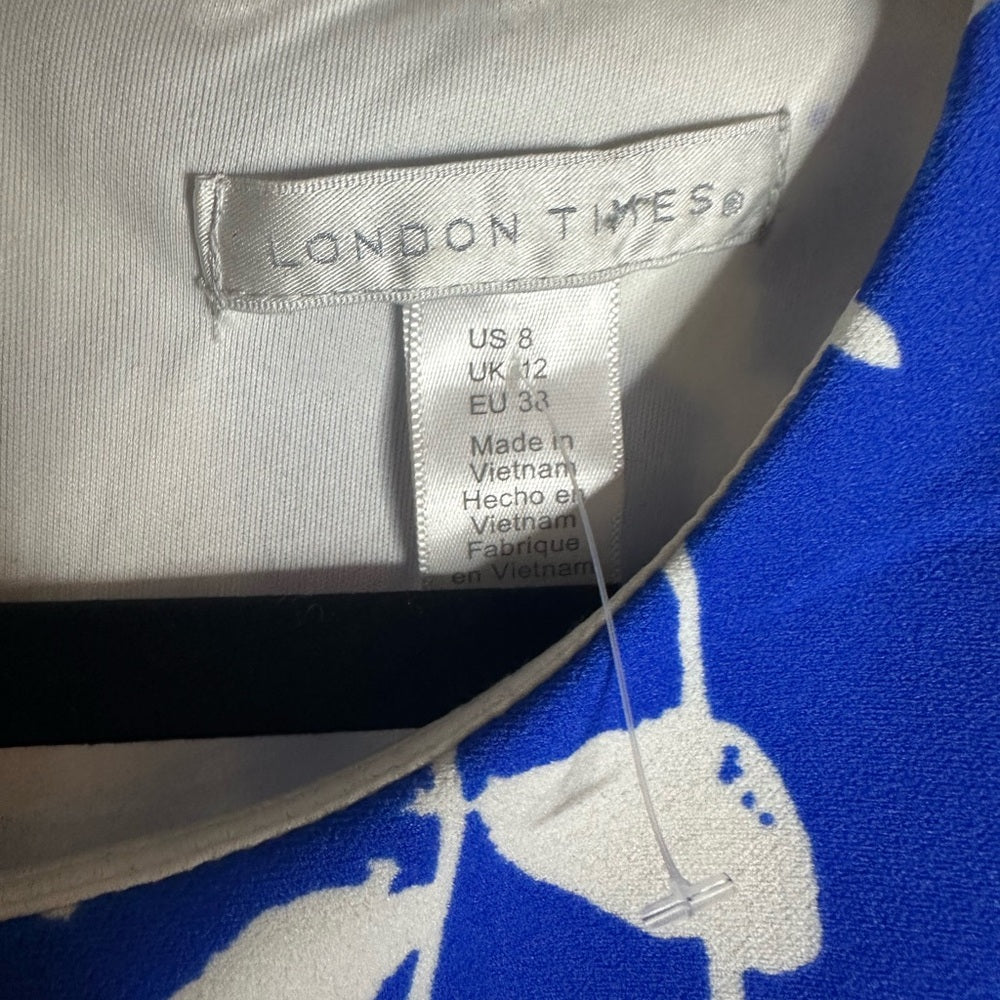 LONDON TIMES®
US 8
UK 12
EU 38
Made in
Vietnam
Hecho en
Vietnam
Fabrique
en Vietnam